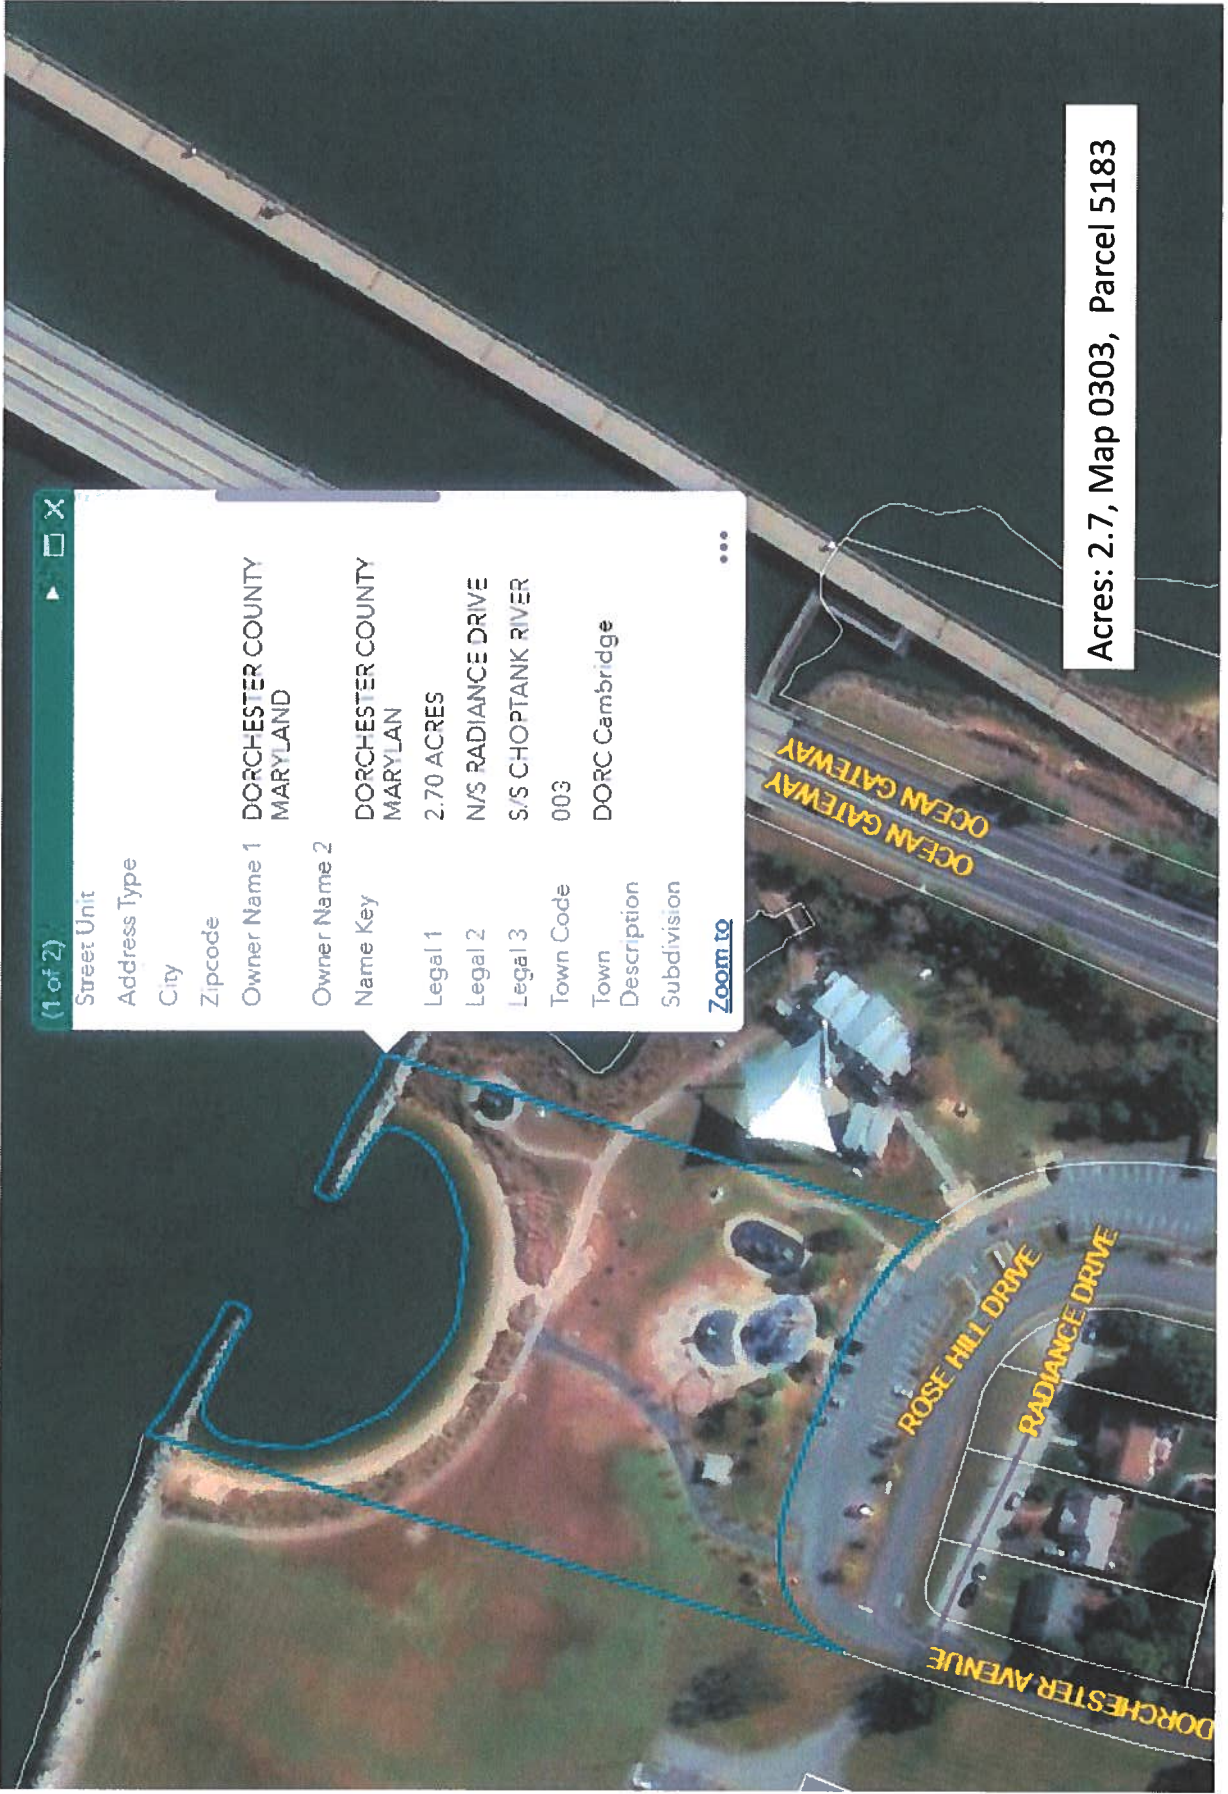 (1 of 2)
Street Unit
Address Type
City
Zipcode
Owner Name 1 DORCHESTER COUNTY
MARYLAND
Owner Name 2
Name Key DORCHESTER COUNTY
MARYLAN
Legal 1 2.70 ACRES
Legal 2 N/S RADIANCE DRIVE
Legal 3 S/S CHOPTANK RIVER
Town Code 003
Town DORC Cambridge
Description
Subdivision
Zoom to
OCEAN GATEWAY
OCEAN GATEWAY
ROSE HILL DRIVE
RADIANCE DRIVE
DORCHESTER AVENUE
Acres: 2.7, Map 0303, Parcel 5183